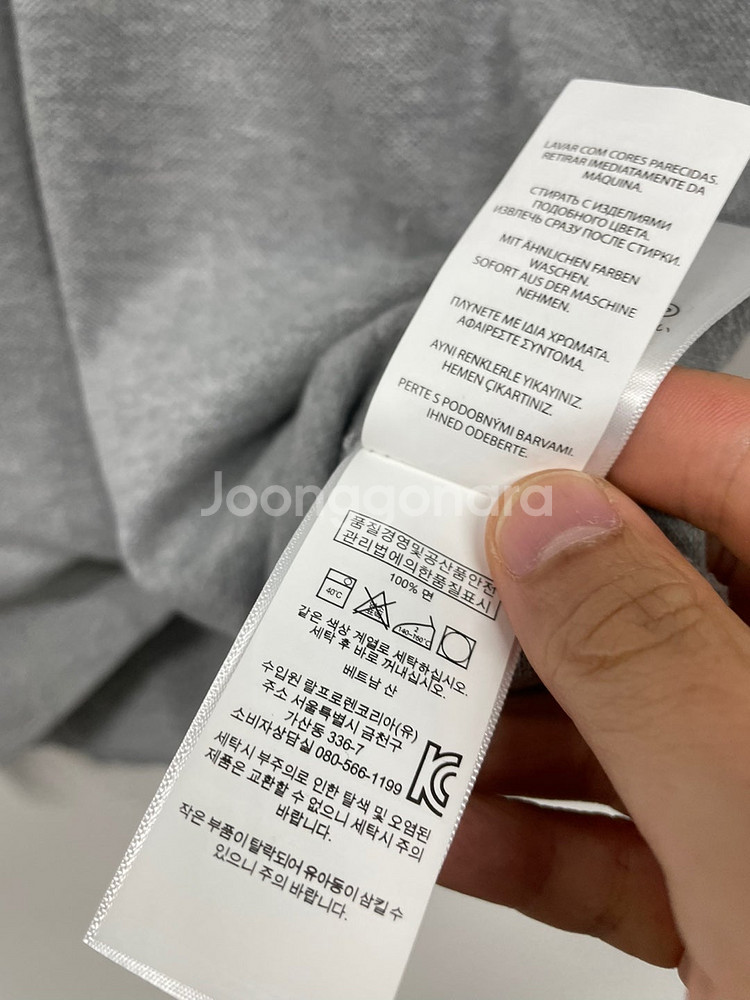 LAVAR COM CORES PARECIDAS.
RETIRAR IMEDIATAMENTE DA
MÁQUINA.
СТИРАТЬ С ИЗДЕЛИЯМИ
ПОДОБНОГО ЦВЕТА.
ИЗВЛЕЧЬ СРАЗУ ПОСЛЕ СТИРКИ.
MIT ÄHNLICHEN FARBEN
WASCHEN.
SOFORT AUS DER MASCHINE
NEHMEN.
ΠΛΥΝΕΤΕ ΜΕ ΙΔΙΑ ΧΡΩΜΑΤΑ.
ΑΦΑΙΡΕΣΤΕ ΣΥΝΤΟΜΑ.
AYNI RENKLERLE YIKAYINIZ.
HEMEN ÇIKARTINIZ.
PERTE S PODOBNÝMI BARVAMI.
IHNED ODEBERTE.
Joonggonara
품질경영및공산품안전
관리법에의한품질표시
100% 면
40℃
2
140~160℃
같은 색상 계열로 세탁하십시오.
세탁 후 바로 꺼내십시오.
베트남 산
수입원 랄프로렌코리아(유)
주소 서울특별시 금천구
가산동 336-7
소비자상담실 080-566-1199
세탁시 부주의로 인한 탈색 및 오염된
제품은 교환할 수 없으니 세탁시 주의
바랍니다.
작은 부품이 탈락되어 유아동이 삼킬 수
있으니 주의 바랍니다.